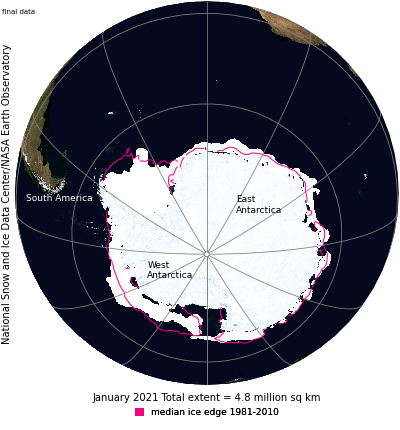 final data
National Snow and Ice Data Center/NASA Earth Observatory
South America
East
Antarctica
West
Antarctica
January 2021 Total extent = 4.8 million sq km
median ice edge 1981-2010